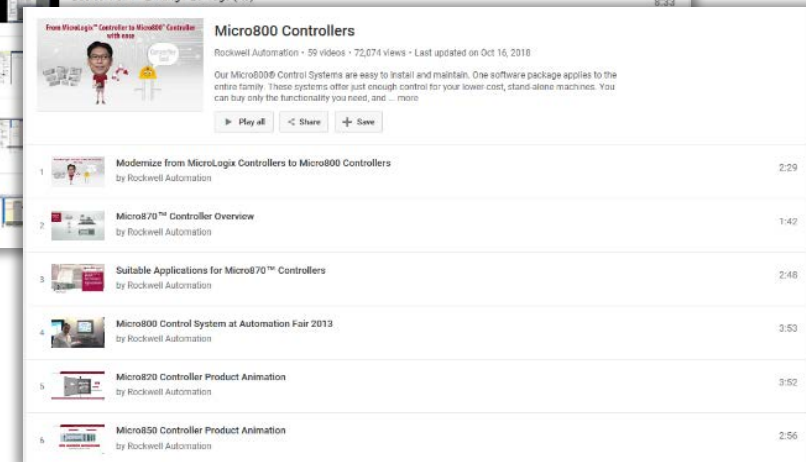 From MicroLogix™ Controller to Micro800® Controller
with ease
Micro800 Controllers
Rockwell Automation • 59 videos • 72,074 views • Last updated on Oct 16, 2018
Our Micro800® Control Systems are easy to install and maintain. One software package applies to the
entire family. These systems offer just enough control for your lower-cost, stand-alone machines. You
can buy only the functionality you need, and ... more
Play all Share Save
1 Modernize from MicroLogix Controllers to Micro800 Controllers 2:29
by Rockwell Automation
2 Micro870™ Controller Overview 1:42
by Rockwell Automation
3 Suitable Applications for Micro870™ Controllers 2:48
by Rockwell Automation
4 Micro800 Control System at Automation Fair 2013 3:53
by Rockwell Automation
5 Micro820 Controller Product Animation 3:52
by Rockwell Automation
6 Micro850 Controller Product Animation 2:56
by Rockwell Automation